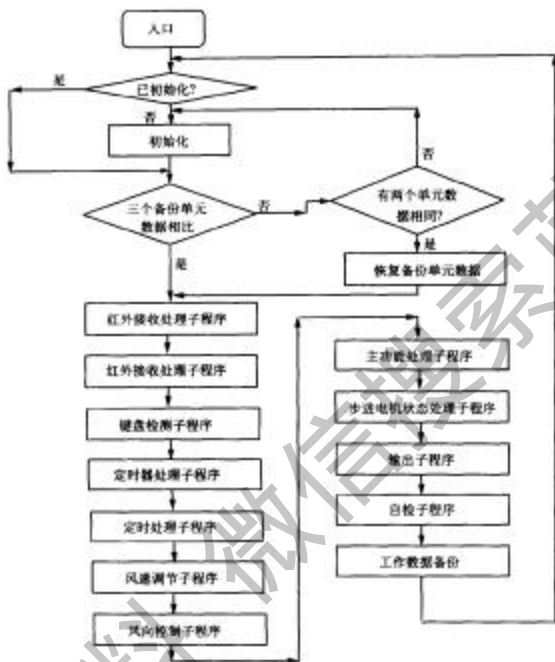 入口
已初始化?
是
否
初始化
三个备份单元
数据相比
否
是
有两个单元数
据相同?
否
是
恢复备份单元数据
红外接收处理子程序
红外接收处理子程序
键盘检测子程序
定时器处理子程序
定时处理子程序
风速调节子程序
风向控制子程序
主功能处理子程序
步进电机状态处理子程序
输出子程序
自检子程序
工作数据备份
微信搜索